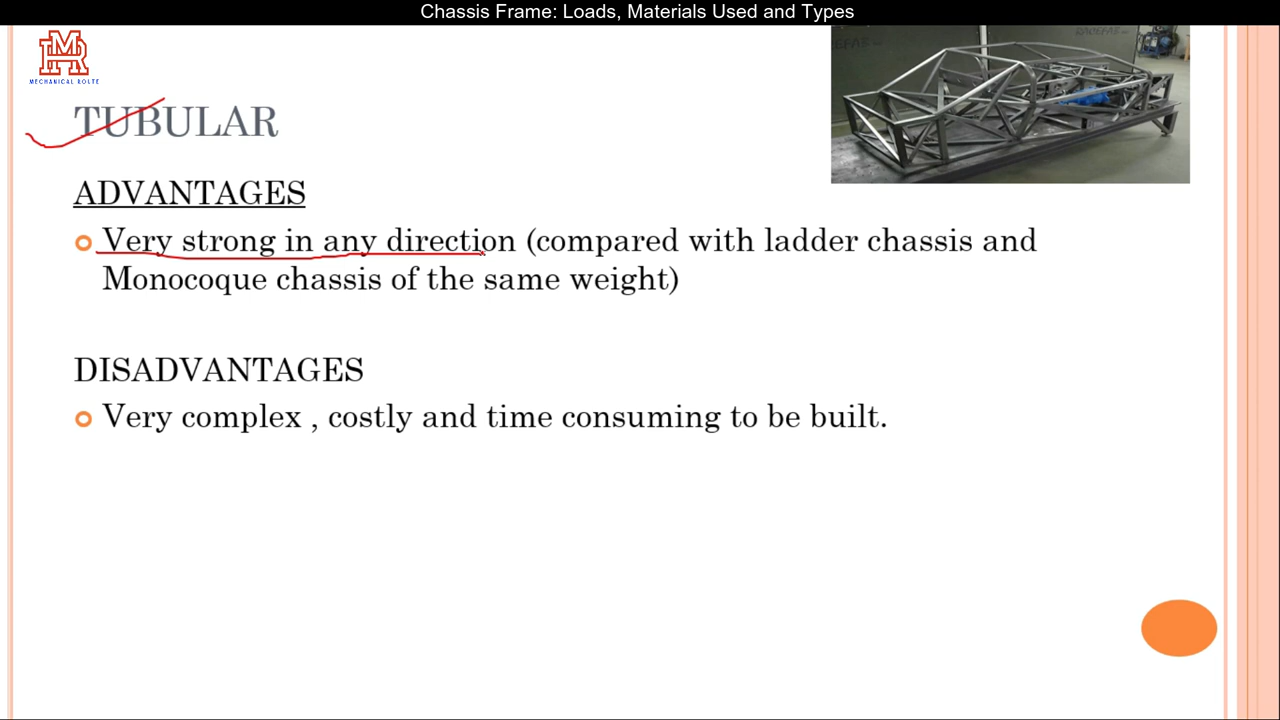 Chassis Frame: Loads, Materials Used and Types
MECHANICAL ROLTE
TUBULAR
ADVANTAGES
Very strong in any direction (compared with ladder chassis and
Monocoque chassis of the same weight)
DISADVANTAGES
Very complex , costly and time consuming to be built.